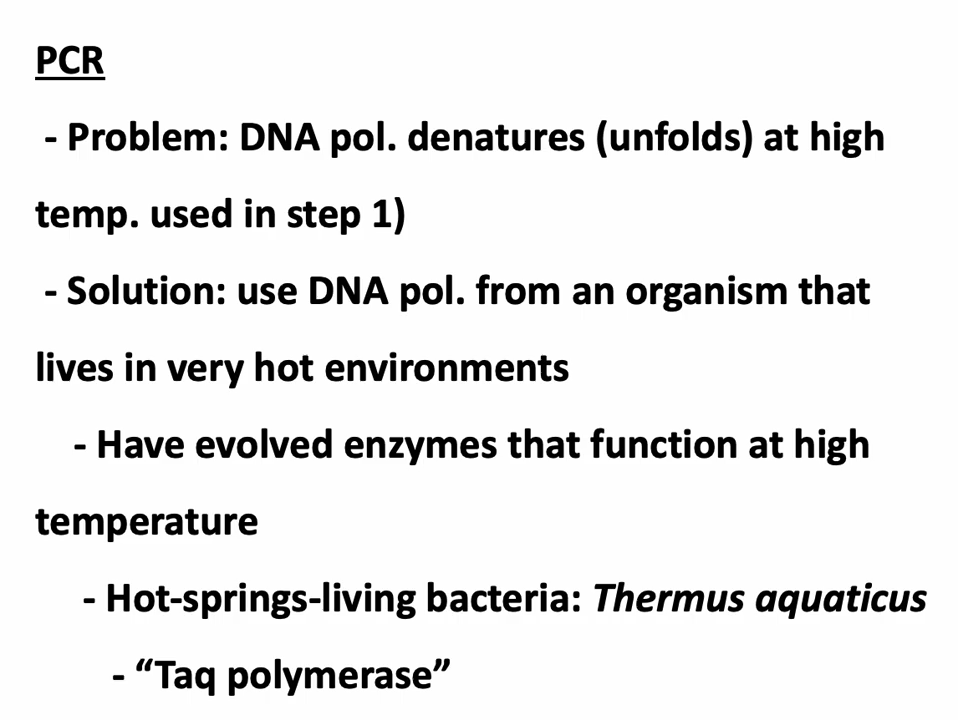 PCR
- Problem: DNA pol. denatures (unfolds) at high
temp. used in step 1)
- Solution: use DNA pol. from an organism that
lives in very hot environments
- Have evolved enzymes that function at high
temperature
- Hot-springs-living bacteria: Thermus aquaticus
- “Taq polymerase”